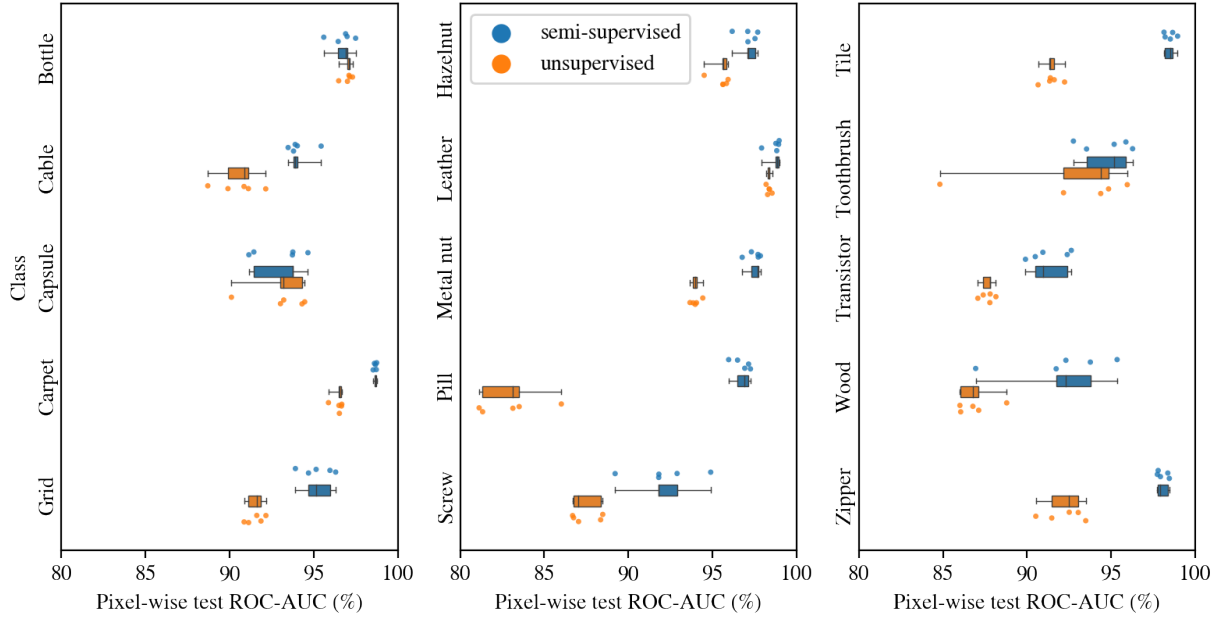 Class
Bottle
Cable
Capsule
Carpet
Grid
80 85 90 95 100
Pixel-wise test ROC-AUC (%)
semi-supervised
unsupervised
Hazelnut
Leather
Metal nut
Pill
Screw
80 85 90 95 100
Pixel-wise test ROC-AUC (%)
Tile
Toothbrush
Transistor
Wood
Zipper
80 85 90 95 100
Pixel-wise test ROC-AUC (%)